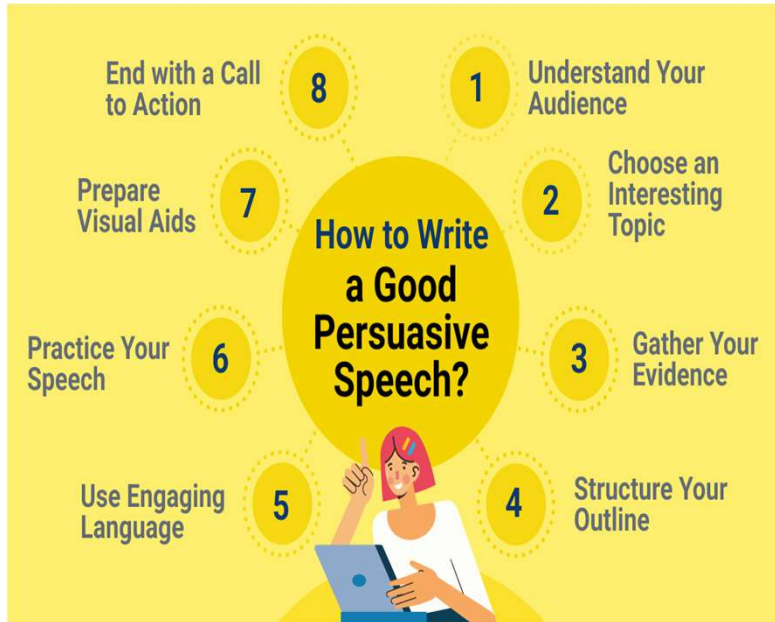 How to Write
a Good
Persuasive
Speech?
1
Understand Your
Audience
2
Choose an
Interesting
Topic
3
Gather Your
Evidence
4
Structure Your
Outline
5
Use Engaging
Language
6
Practice Your
Speech
7
Prepare
Visual Aids
8
End with a Call
to Action